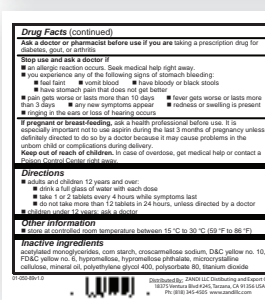 Drug Facts (continued)
Ask a doctor or pharmacist before use if you are taking a prescription drug for
diabetes, gout, or arthritis
Stop use and ask a doctor if
■ an allergic reaction occurs. Seek medical help right away.
■ you experience any of the following signs of stomach bleeding:
■ feel faint ■ vomit blood ■ have bloody or black stools
■ have stomach pain that does not get better
■ pain gets worse or lasts more than 10 days ■ fever gets worse or lasts more
than 3 days ■ any new symptoms appear ■ redness or swelling is present
■ ringing in the ears or loss of hearing occurs
If pregnant or breast-feeding, ask a health professional before use. It is
especially important not to use aspirin during the last 3 months of pregnancy unless
definitely directed to do so by a doctor because it may cause problems in the
unborn child or complications during delivery.
Keep out of reach of children. In case of overdose, get medical help or contact a
Poison Control Center right away.
Directions
■ adults and children 12 years and over:
■ drink a full glass of water with each dose
■ take 1 or 2 tablets every 4 hours while symptoms last
■ do not take more than 12 tablets in 24 hours, unless directed by a doctor
■ children under 12 years: ask a doctor
Other information
■ store at controlled room temperature between 15 °C to 30 °C (59 °F to 86 °F)
Inactive ingredients
acetylated monoglycerides, corn starch, croscarmellose sodium, D&C yellow no. 10,
FD&C yellow no. 6, hypromellose, hypromellose phthalate, microcrystalline
cellulose, mineral oil, polyethylene glycol 400, polysorbate 80, titanium dioxide
Distributed by: ZANDI LLC Distributing and Export
18375 Ventura Blvd #245, Tarzana, CA 91356 USA
Ph: (818) 345-4505 www.zandillc.com